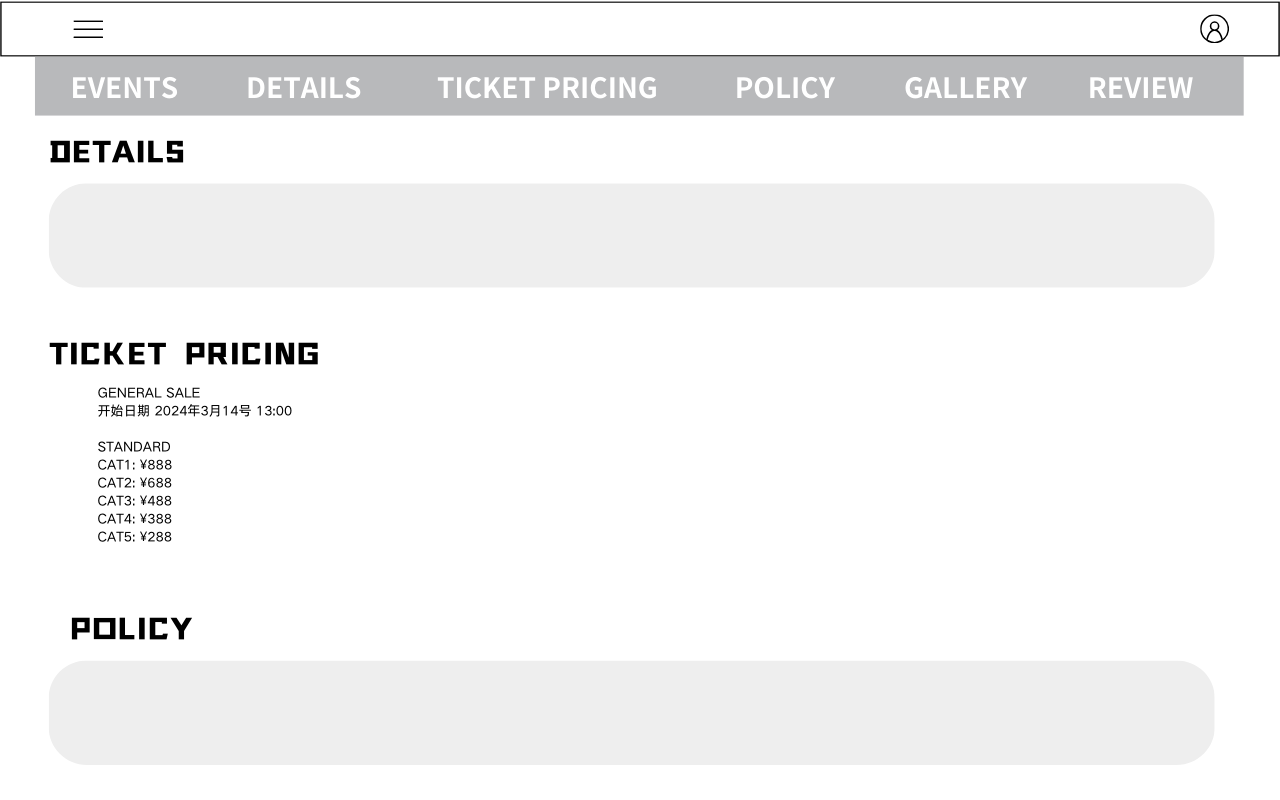 EVENTS DETAILS TICKET PRICING POLICY GALLERY REVIEW
DETAILS
TICKET PRICING
GENERAL SALE
开始日期 2024年3月14号 13:00
STANDARD
CAT1: ¥888
CAT2: ¥688
CAT3: ¥488
CAT4: ¥388
CAT5: ¥288
POLICY